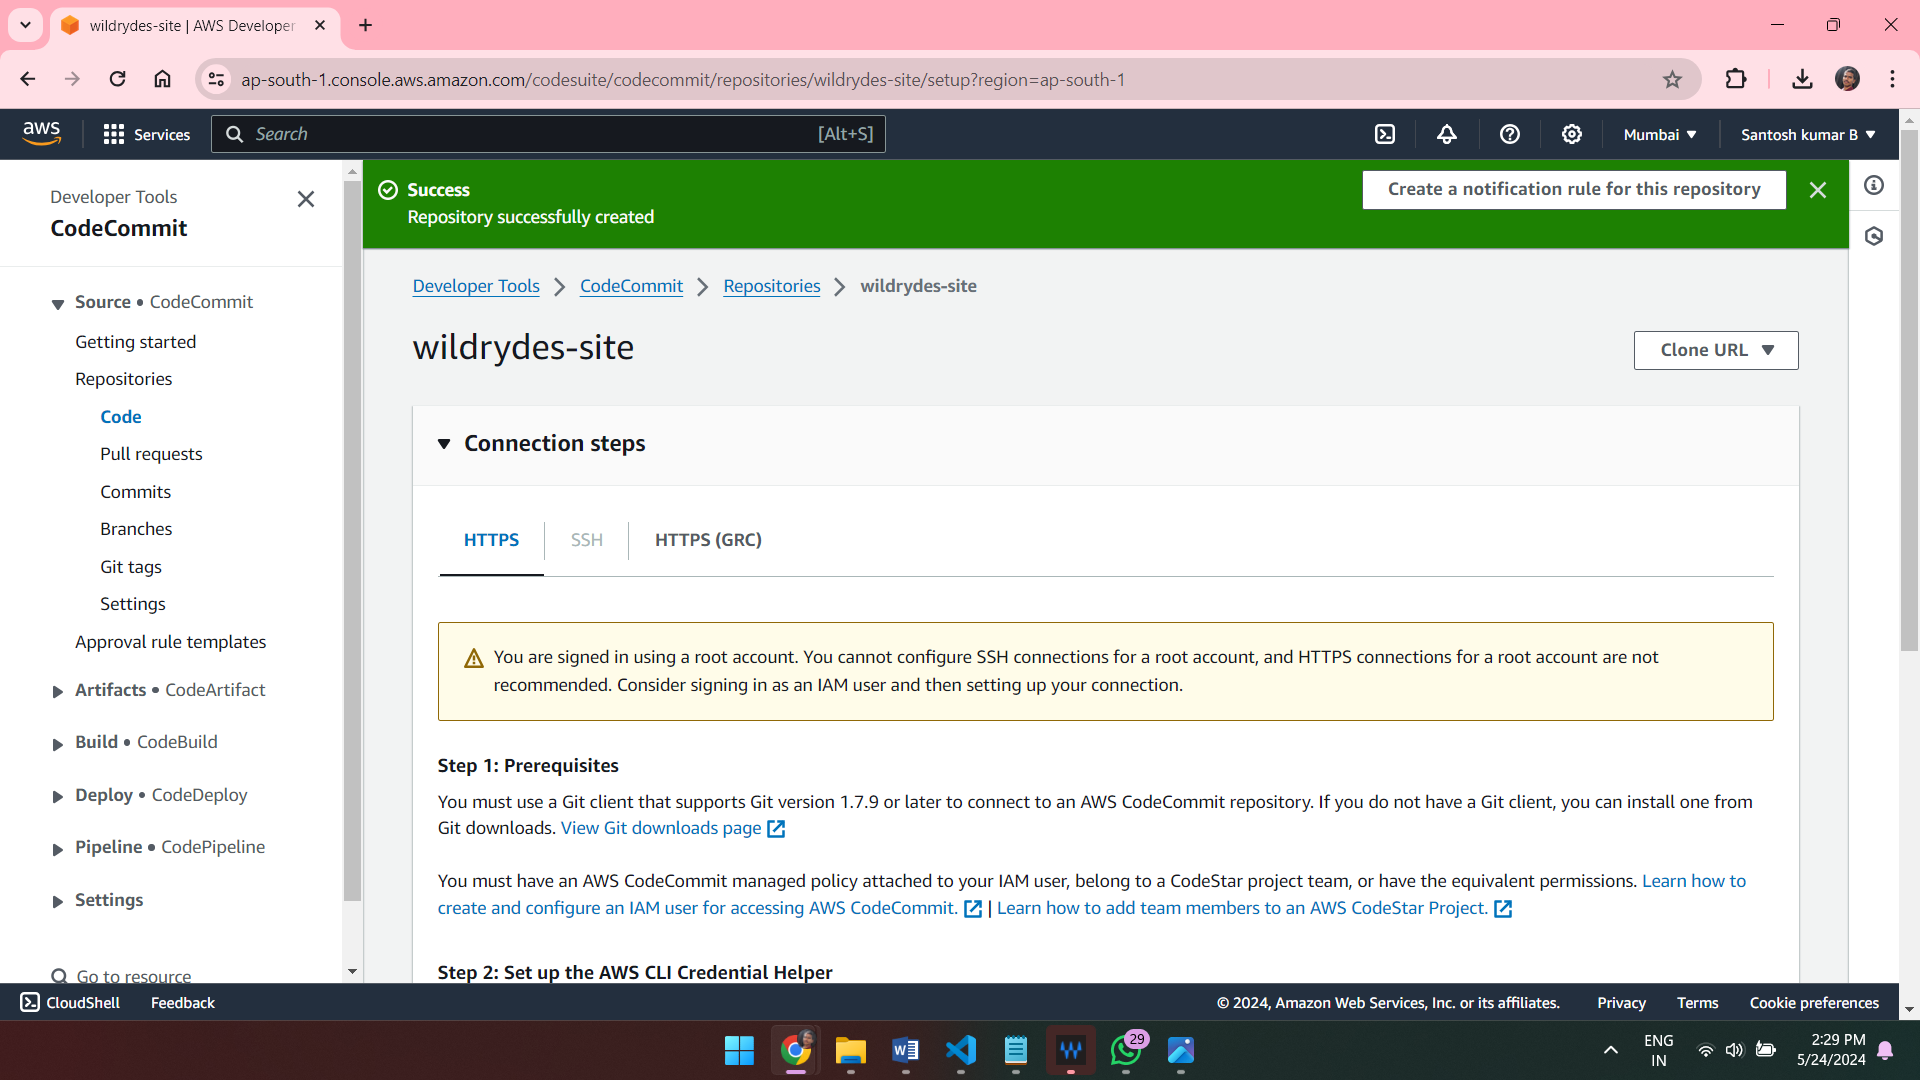 wildrydes-site | AWS Developer
ap-south-1.console.aws.amazon.com/codesuite/codecommit/repositories/wildrydes-site/setup?region=ap-south-1
aws
Services
Search
[Alt+S]
Mumbai
Santosh kumar B
Developer Tools
CodeCommit
Source • CodeCommit
Getting started
Repositories
Code
Pull requests
Commits
Branches
Git tags
Settings
Approval rule templates
Artifacts • CodeArtifact
Build • CodeBuild
Deploy • CodeDeploy
Pipeline • CodePipeline
Settings
Go to resource
Success
Repository successfully created
Create a notification rule for this repository
Developer Tools
CodeCommit
Repositories
wildrydes-site
wildrydes-site
Clone URL
Connection steps
HTTPS
SSH
HTTPS (GRC)
You are signed in using a root account. You cannot configure SSH connections for a root account, and HTTPS connections for a root account are not
recommended. Consider signing in as an IAM user and then setting up your connection.
Step 1: Prerequisites
You must use a Git client that supports Git version 1.7.9 or later to connect to an AWS CodeCommit repository. If you do not have a Git client, you can install one from
Git downloads. View Git downloads page
You must have an AWS CodeCommit managed policy attached to your IAM user, belong to a CodeStar project team, or have the equivalent permissions. Learn how to
create and configure an IAM user for accessing AWS CodeCommit. | Learn how to add team members to an AWS CodeStar Project.
Step 2: Set up the AWS CLI Credential Helper
CloudShell
Feedback
© 2024, Amazon Web Services, Inc. or its affiliates.
Privacy
Terms
Cookie preferences
29
ENG
IN
2:29 PM
5/24/2024